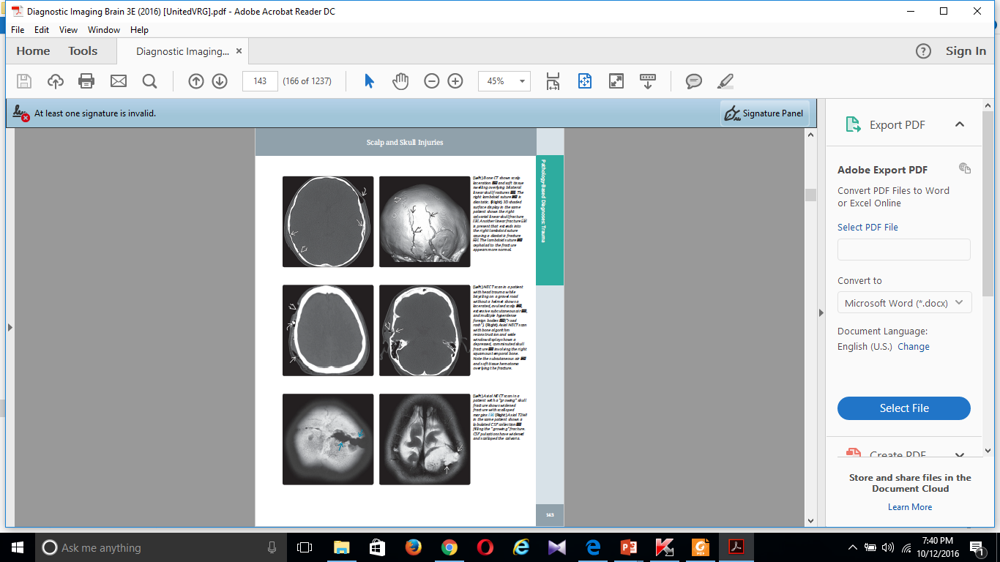 Diagnostic Imaging Brain 3E (2016) [UnitedVRG].pdf - Adobe Acrobat Reader DC
File Edit View Window Help
Home Tools Diagnostic Imaging... × Sign In
143 (166 of 1237) 45%
At least one signature is invalid. Signature Panel
Scalp and Skull Injuries
Pathology-Based Diagnoses: Trauma
(Left) Bone CT shows scalp
laceration and soft tissue
swelling overlying bilateral
linear skull fractures. The
right lambdoid suture is
diastatic. (Right) 3D shaded
surface display in the same
patient shows the right
calvarial linear skull fracture
. Another linear fracture
is present that extends into
the right lambdoid suture
causing a diastatic fracture
. The lambdoid suture
cephalad to the fracture
appears more normal.
(Left) NECT scan in a patient
with head trauma while
bicycling on a gravel road
without a helmet shows a
lacerated, avulsed scalp,
extensive subcutaneous air,
and multiple hyperdense
foreign bodies ("road
rash"). (Right) Axial NECT scan
with bone algorithm
reconstruction and wide
window display shows a
depressed, comminuted skull
fracture involving the right
squamous temporal bone.
Note the subcutaneous air
and soft tissue hematoma
overlying the fracture.
(Left) Axial NECT scan in a
patient with a "growing" skull
fracture shows widened
fracture with scalloped
margins. (Right) Axial T2WI
in the same patient shows a
lobulated CSF collection
filling the "growing" fracture.
CSF pulsations have widened
and scalloped the calvaria.
143
Export PDF
Adobe Export PDF
Convert PDF Files to Word
or Excel Online
Select PDF File
Convert to
Microsoft Word (*.docx)
Document Language:
English (U.S.) Change
Select File
Create PDF
Store and share files in the
Document Cloud
Learn More
Ask me anything
7:40 PM
10/12/2016
1